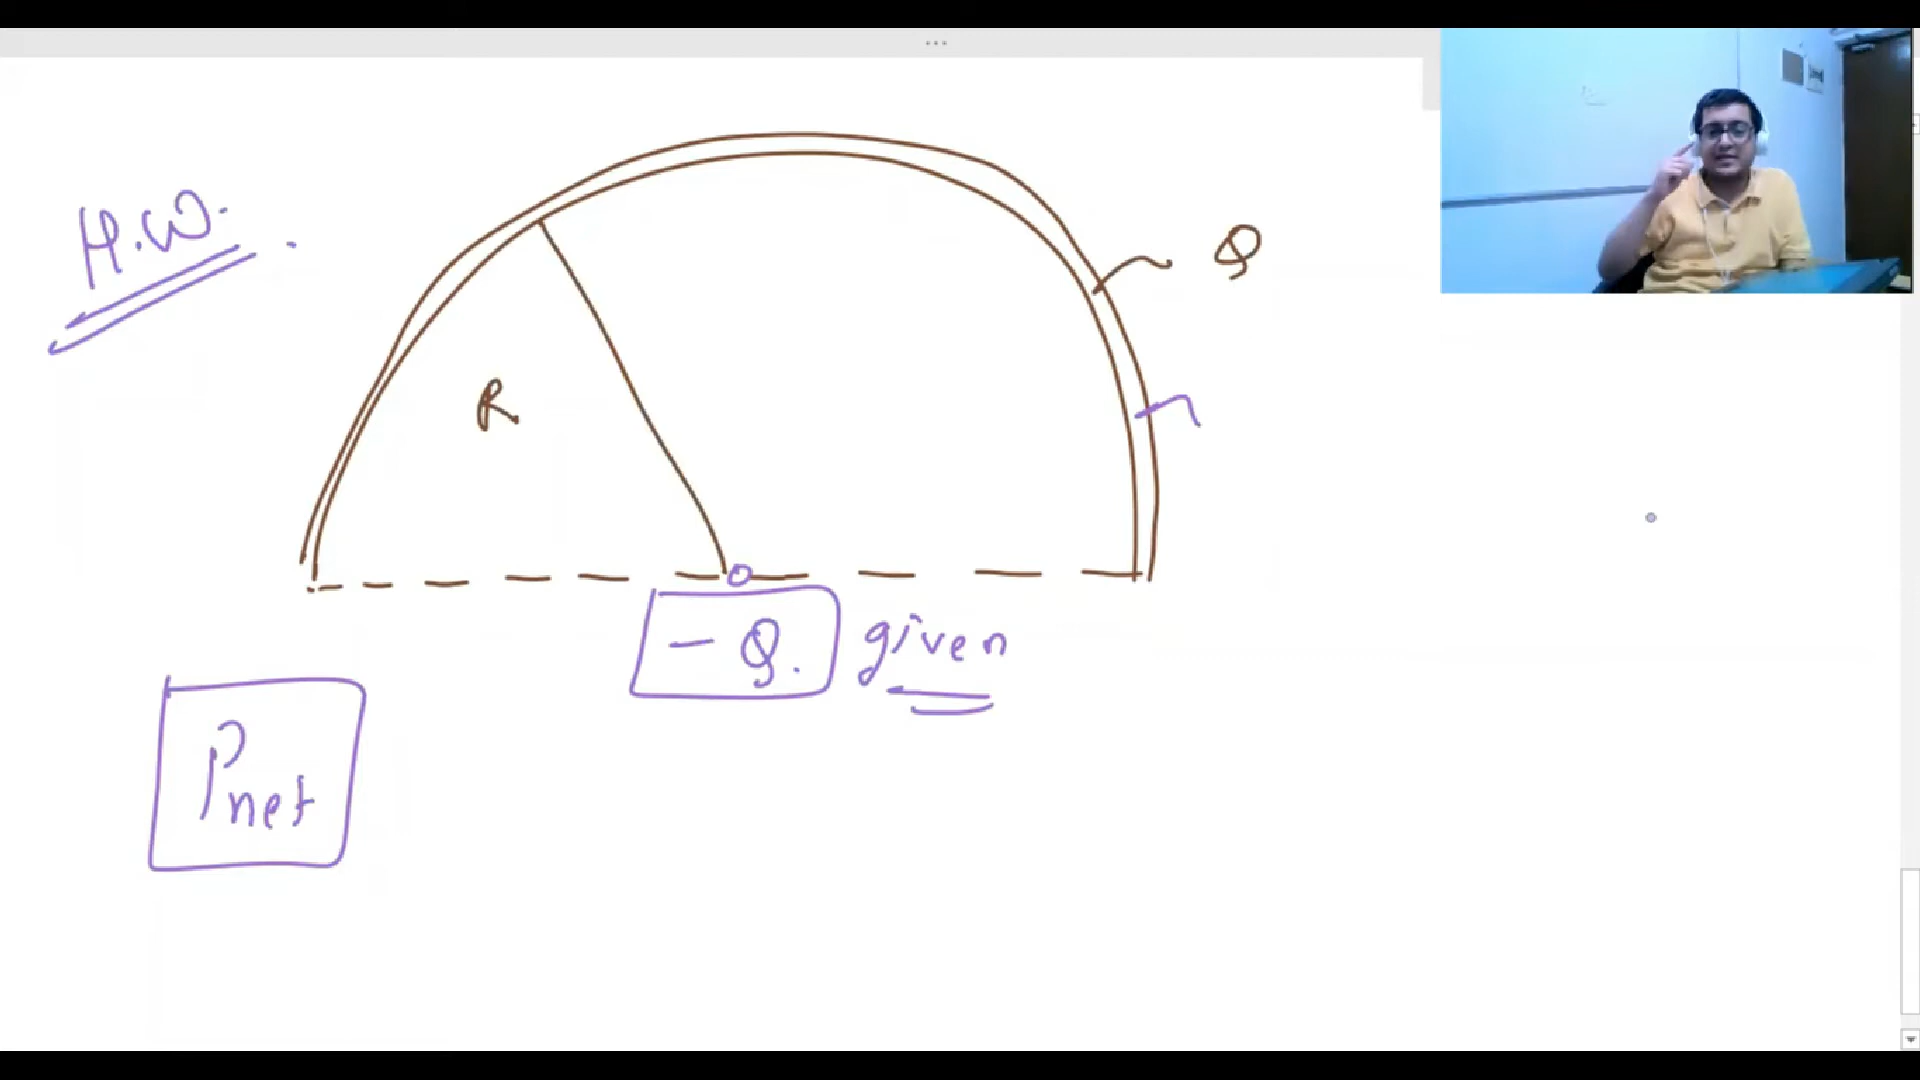 H.W.
Q
R
- Q. given
Pnet